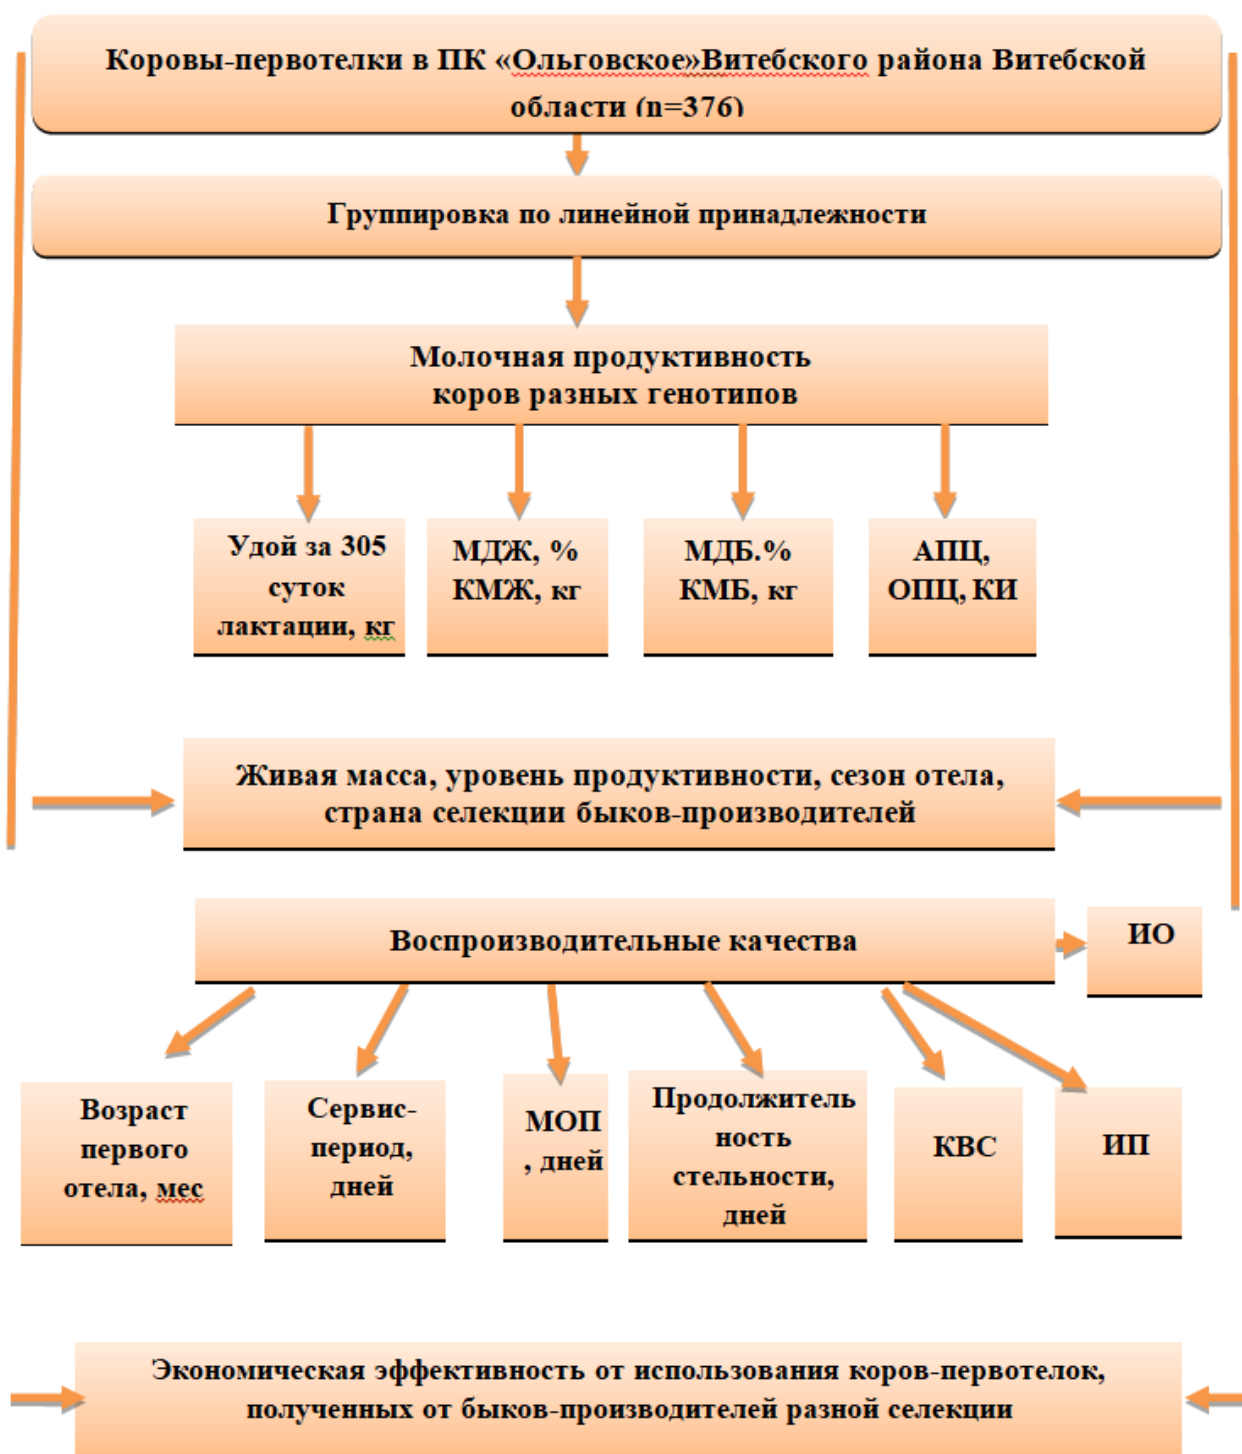 Коровы-первотелки в ПК «Ольговское»Витебского района Витебской
области (n=376)
Группировка по линейной принадлежности
Молочная продуктивность
коров разных генотипов
Удой за 305
суток
лактации, кг
МДЖ, %
КМЖ, кг
МДБ.%
КМБ, кг
АПЦ,
ОПЦ, КИ
Живая масса, уровень продуктивности, сезон отела,
страна селекции быков-производителей
Воспроизводительные качества
ИО
Возраст
первого
отела, мес
Сервис-
период,
дней
МОП
, дней
Продолжитель
ность
стельности,
дней
КВС
ИП
Экономическая эффективность от использования коров-первотелок,
полученных от быков-производителей разной селекции